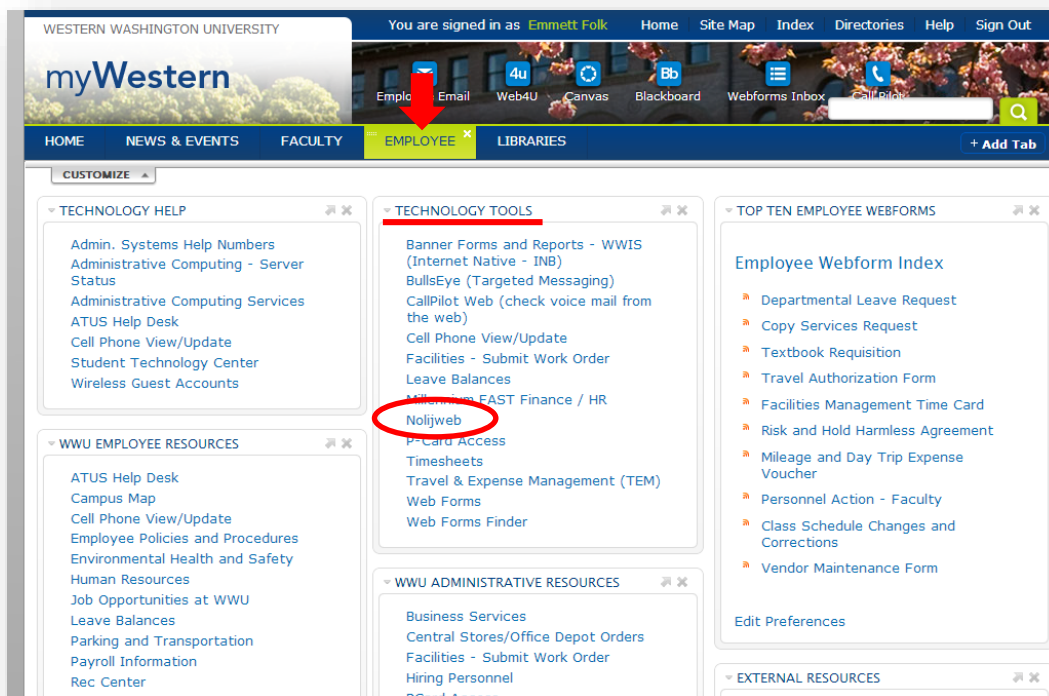 WESTERN WASHINGTON UNIVERSITY
You are signed in as Emmett Folk Home Site Map Index Directories Help Sign Out
myWestern
4u
Bb
Employee Email Web4U Canvas Blackboard Webforms Inbox Call Pilot
HOME NEWS & EVENTS FACULTY EMPLOYEE LIBRARIES
+ Add Tab
CUSTOMIZE
TECHNOLOGY HELP
Admin. Systems Help Numbers
Administrative Computing - Server
Status
Administrative Computing Services
ATUS Help Desk
Cell Phone View/Update
Student Technology Center
Wireless Guest Accounts
WWU EMPLOYEE RESOURCES
ATUS Help Desk
Campus Map
Cell Phone View/Update
Employee Policies and Procedures
Environmental Health and Safety
Human Resources
Job Opportunities at WWU
Leave Balances
Parking and Transportation
Payroll Information
Rec Center
TECHNOLOGY TOOLS
Banner Forms and Reports - WWIS
(Internet Native - INB)
BullsEye (Targeted Messaging)
CallPilot Web (check voice mail from
the web)
Cell Phone View/Update
Facilities - Submit Work Order
Leave Balances
Millennium FAST Finance / HR
Nolijweb
P-Card Access
Timesheets
Travel & Expense Management (TEM)
Web Forms
Web Forms Finder
WWU ADMINISTRATIVE RESOURCES
Business Services
Central Stores/Office Depot Orders
Facilities - Submit Work Order
Hiring Personnel
PCard Access
TOP TEN EMPLOYEE WEBFORMS
Employee Webform Index
Departmental Leave Request
Copy Services Request
Textbook Requisition
Travel Authorization Form
Facilities Management Time Card
Risk and Hold Harmless Agreement
Mileage and Day Trip Expense
Voucher
Personnel Action - Faculty
Class Schedule Changes and
Corrections
Vendor Maintenance Form
Edit Preferences
EXTERNAL RESOURCES